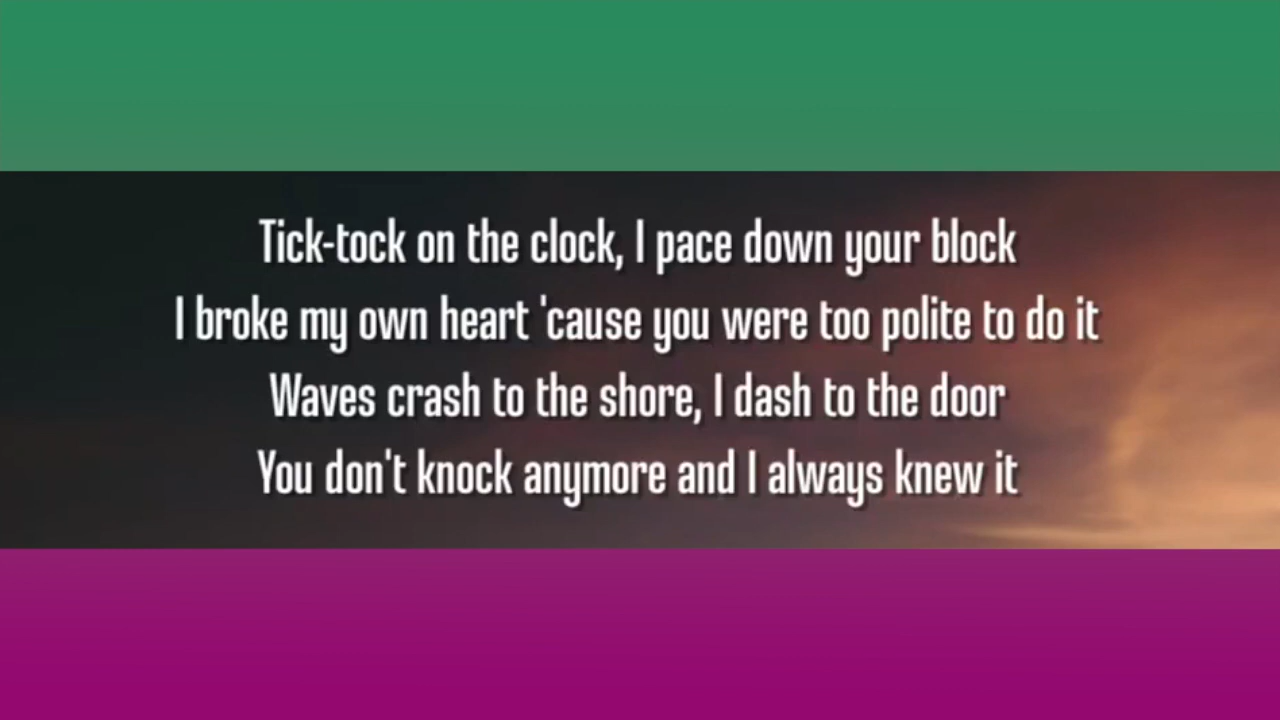 Tick-tock on the clock, I pace down your block
I broke my own heart 'cause you were too polite to do it
Waves crash to the shore, I dash to the door
You don't knock anymore and I always knew it